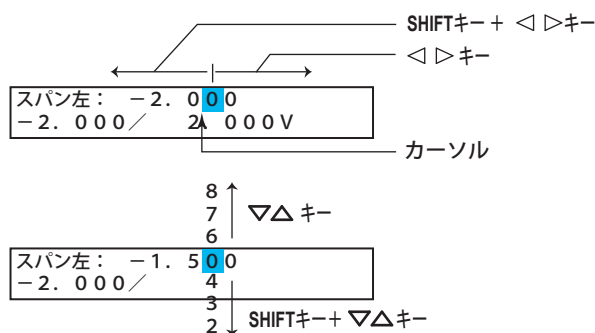 SHIFTキー + ◁ ▷キー
◁ ▷ キー
スパン左： －2．000
－2．000／　2　000V
カーソル
8
7
6
▽△ キー
スパン左： －1．500
－2．000／
4
3
2
SHIFTキー+ ▽△ キー